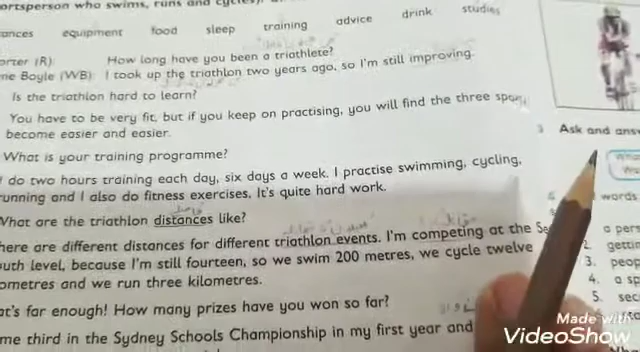 ortsperson who swims, runs and cycles).
ances equipment food sleep training advice drink studies
orter (R) How long have you been a triathlete?
ne Boyle (WB) I took up the triathlon two years ago, so I'm still improving.
Is the triathlon hard to learn?
You have to be very fit, but if you keep on practising, you will find the three
become easier and easier.
What is your training programme?
I do two hours training each day, six days a week. I practise swimming, cycling,
running and I also do fitness exercises. It's quite hard work.
What are the triathlon distances like?
here are different distances for different triathlon events. I'm competing at the Se
outh level, because I'm still fourteen, so we swim 200 metres, we cycle twelve
ometres and we run three kilometres.
at's far enough! How many prizes have you won so far?
me third in the Sydney Schools Championship in my first year and
3 Ask and ans
4 words
a pers
2. gettin
3. peop
4. a sp
5. sec
Made with
VideoShow